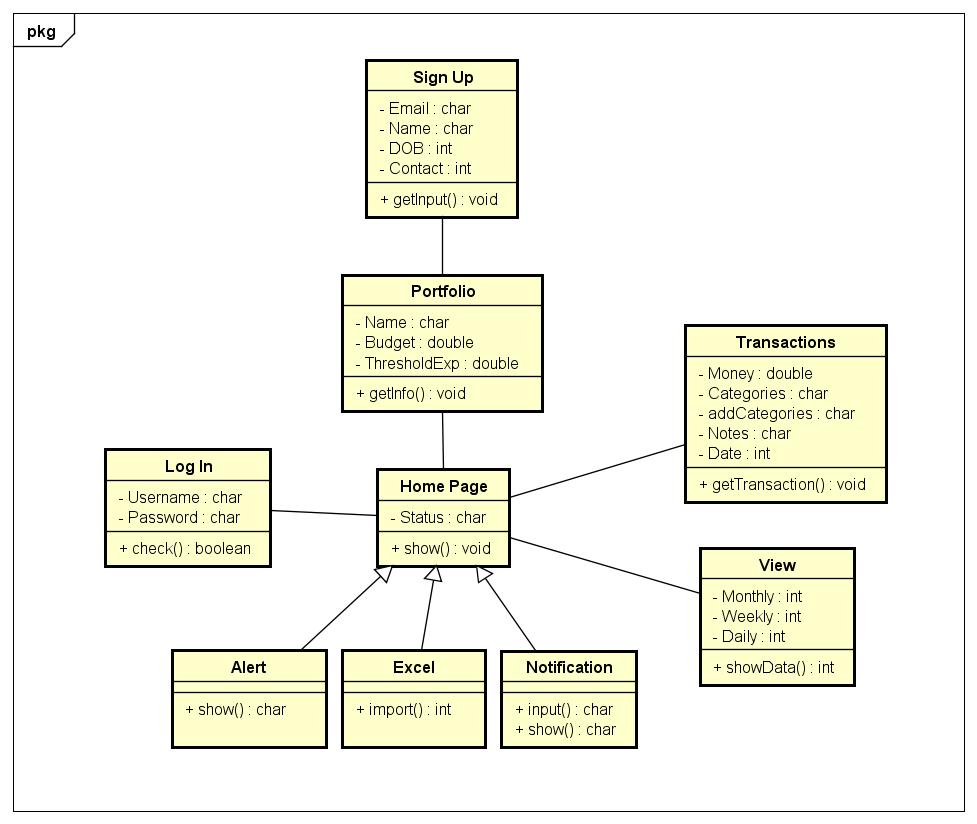 pkg
Sign Up
- Email : char
- Name : char
- DOB : int
- Contact : int
+ getInput() : void
Portfolio
- Name : char
- Budget : double
- ThresholdExp : double
+ getInfo() : void
Transactions
- Money : double
- Categories : char
- addCategories : char
- Notes : char
- Date : int
+ getTransaction() : void
Log In
- Username : char
- Password : char
+ check() : boolean
Home Page
- Status : char
+ show() : void
View
- Monthly : int
- Weekly : int
- Daily : int
+ showData() : int
Alert
+ show() : char
Excel
+ import() : int
Notification
+ input() : char
+ show() : char